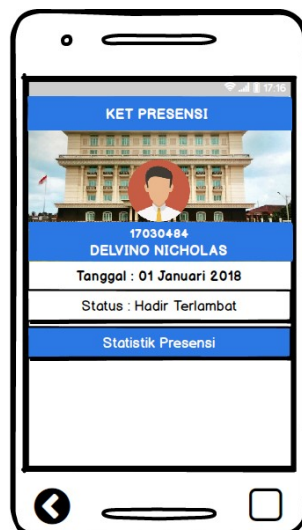 17:16
KET PRESENSI
17030484
DELVINO NICHOLAS
Tanggal : 01 Januari 2018
Status : Hadir Terlambat
Statistik Presensi